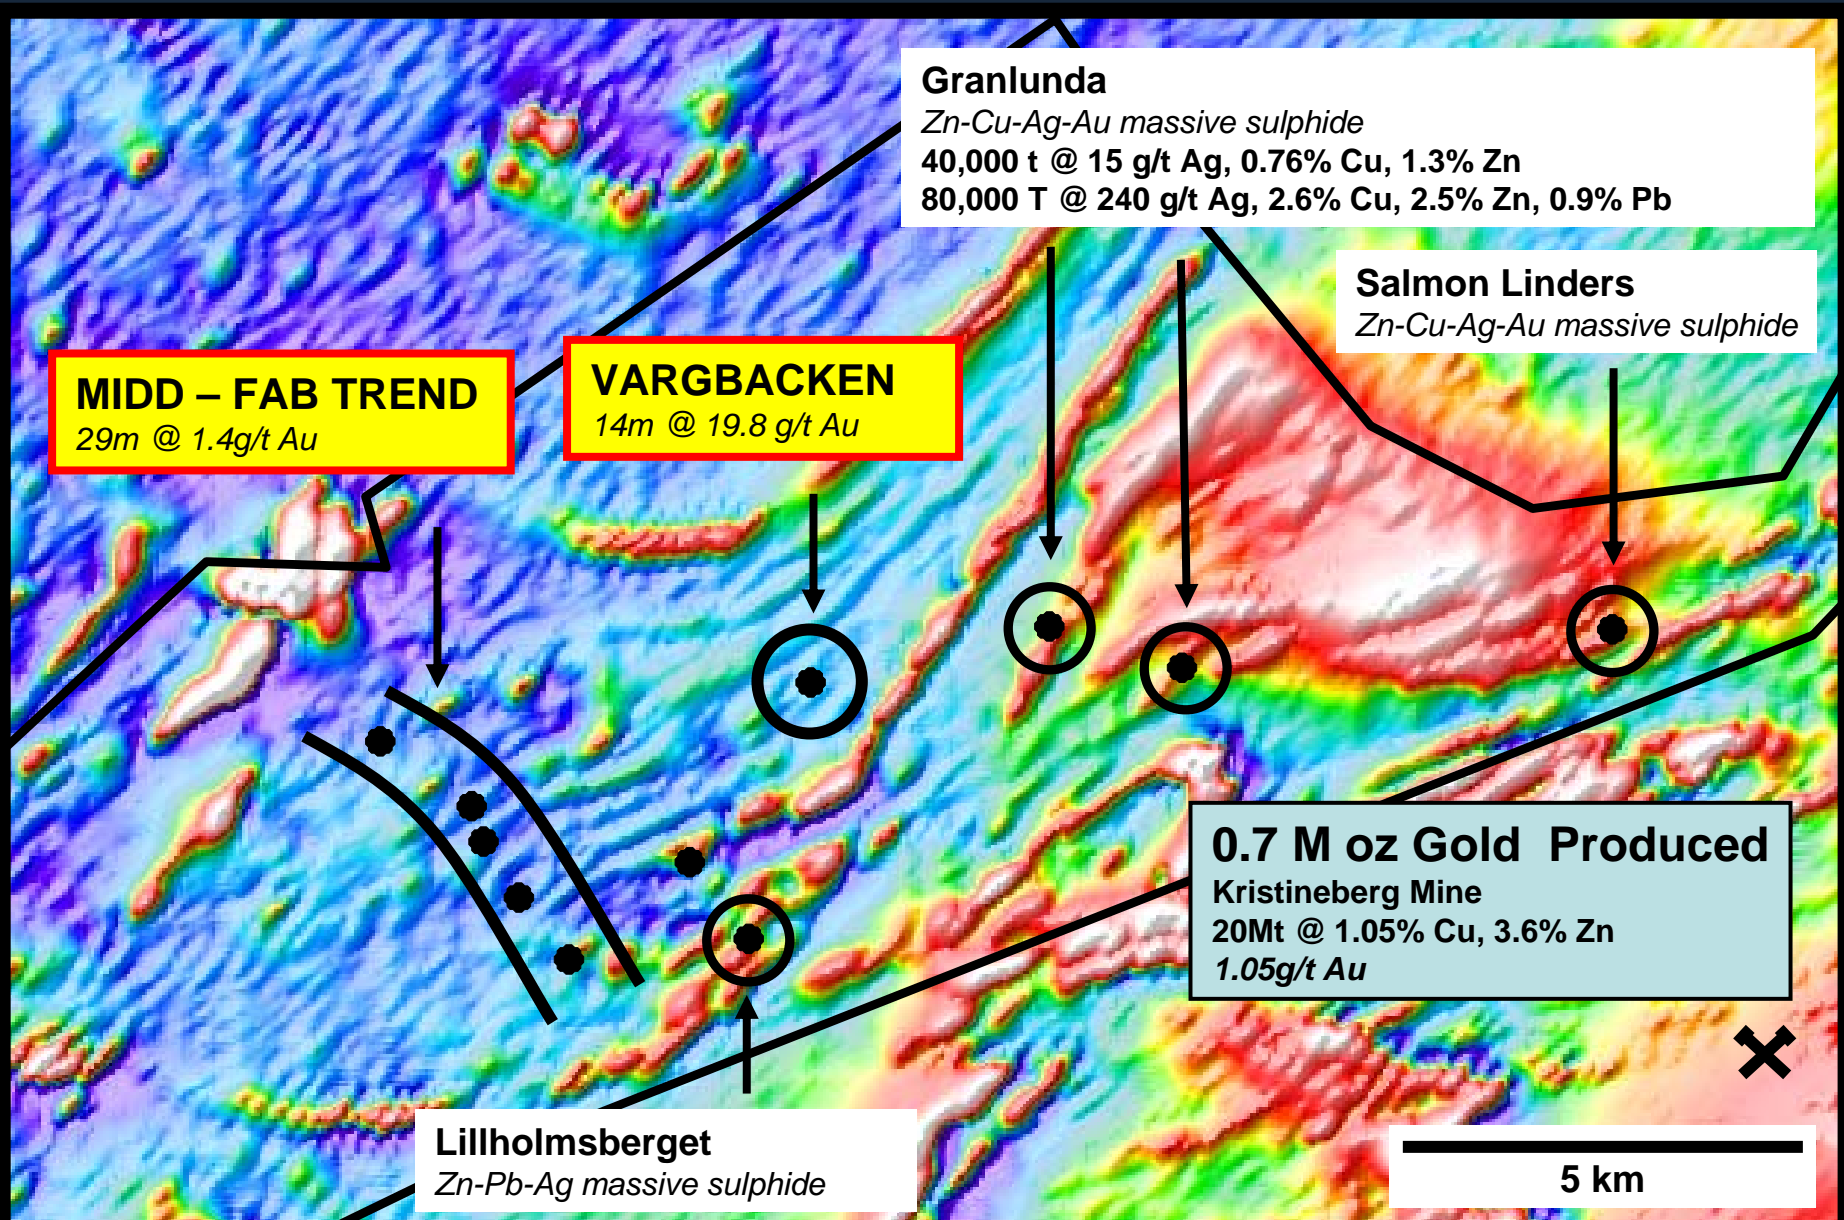 Granlunda
Zn-Cu-Ag-Au massive sulphide
40,000 t @ 15 g/t Ag, 0.76% Cu, 1.3% Zn
80,000 T @ 240 g/t Ag, 2.6% Cu, 2.5% Zn, 0.9% Pb
Salmon Linders
Zn-Cu-Ag-Au massive sulphide
MIDD – FAB TREND
29m @ 1.4g/t Au
VARGBACKEN
14m @ 19.8 g/t Au
0.7 M oz Gold  Produced
Kristineberg Mine
20Mt @ 1.05% Cu, 3.6% Zn
1.05g/t Au
Lillholmsberget
Zn-Pb-Ag massive sulphide
5 km